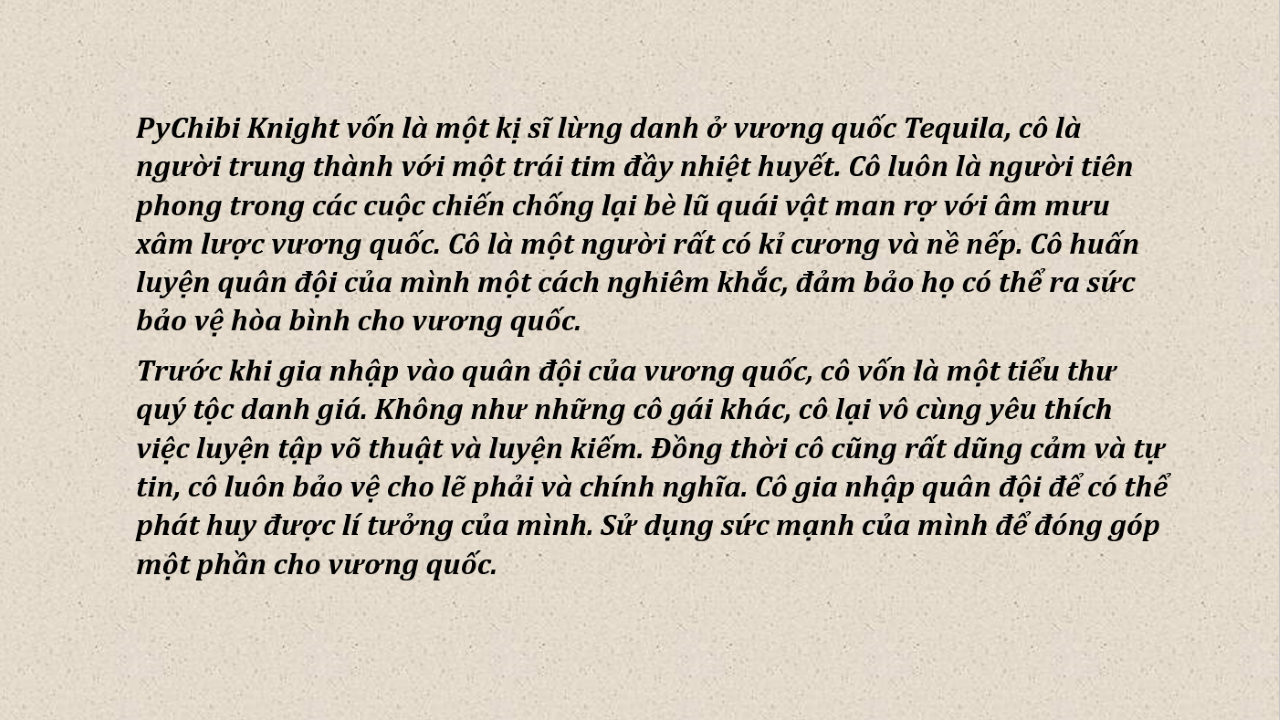 PyChibi Knight vốn là một kị sĩ lừng danh ở vương quốc Tequila, cô là
người trung thành với một trái tim đầy nhiệt huyết. Cô luôn là người tiên
phong trong các cuộc chiến chống lại bè lũ quái vật man rợ với âm mưu
xâm lược vương quốc. Cô là một người rất có kỉ cương và nề nếp. Cô huấn
luyện quân đội của mình một cách nghiêm khắc, đảm bảo họ có thể ra sức
bảo vệ hòa bình cho vương quốc.
Trước khi gia nhập vào quân đội của vương quốc, cô vốn là một tiểu thư
quý tộc danh giá. Không như những cô gái khác, cô lại vô cùng yêu thích
việc luyện tập võ thuật và luyện kiếm. Đồng thời cô cũng rất dũng cảm và tự
tin, cô luôn bảo vệ cho lẽ phải và chính nghĩa. Cô gia nhập quân đội để có thể
phát huy được lí tưởng của mình. Sử dụng sức mạnh của mình để đóng góp
một phần cho vương quốc.